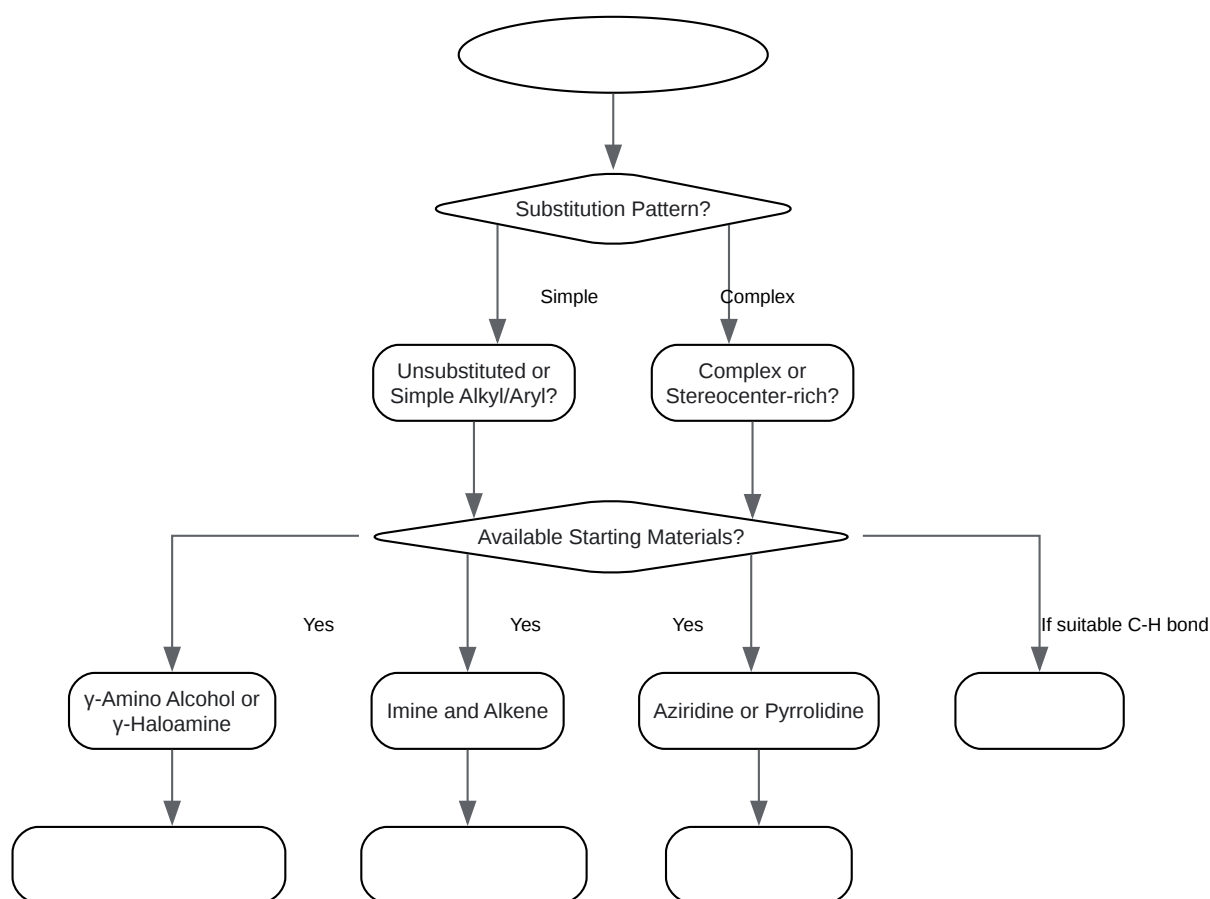 Substitution Pattern?
Simple
Complex
Unsubstituted or
Simple Alkyl/Aryl?
Complex or
Stereocenter-rich?
Available Starting Materials?
Yes
Yes
Yes
If suitable C-H bond
γ-Amino Alcohol or
γ-Haloamine
Imine and Alkene
Aziridine or Pyrrolidine